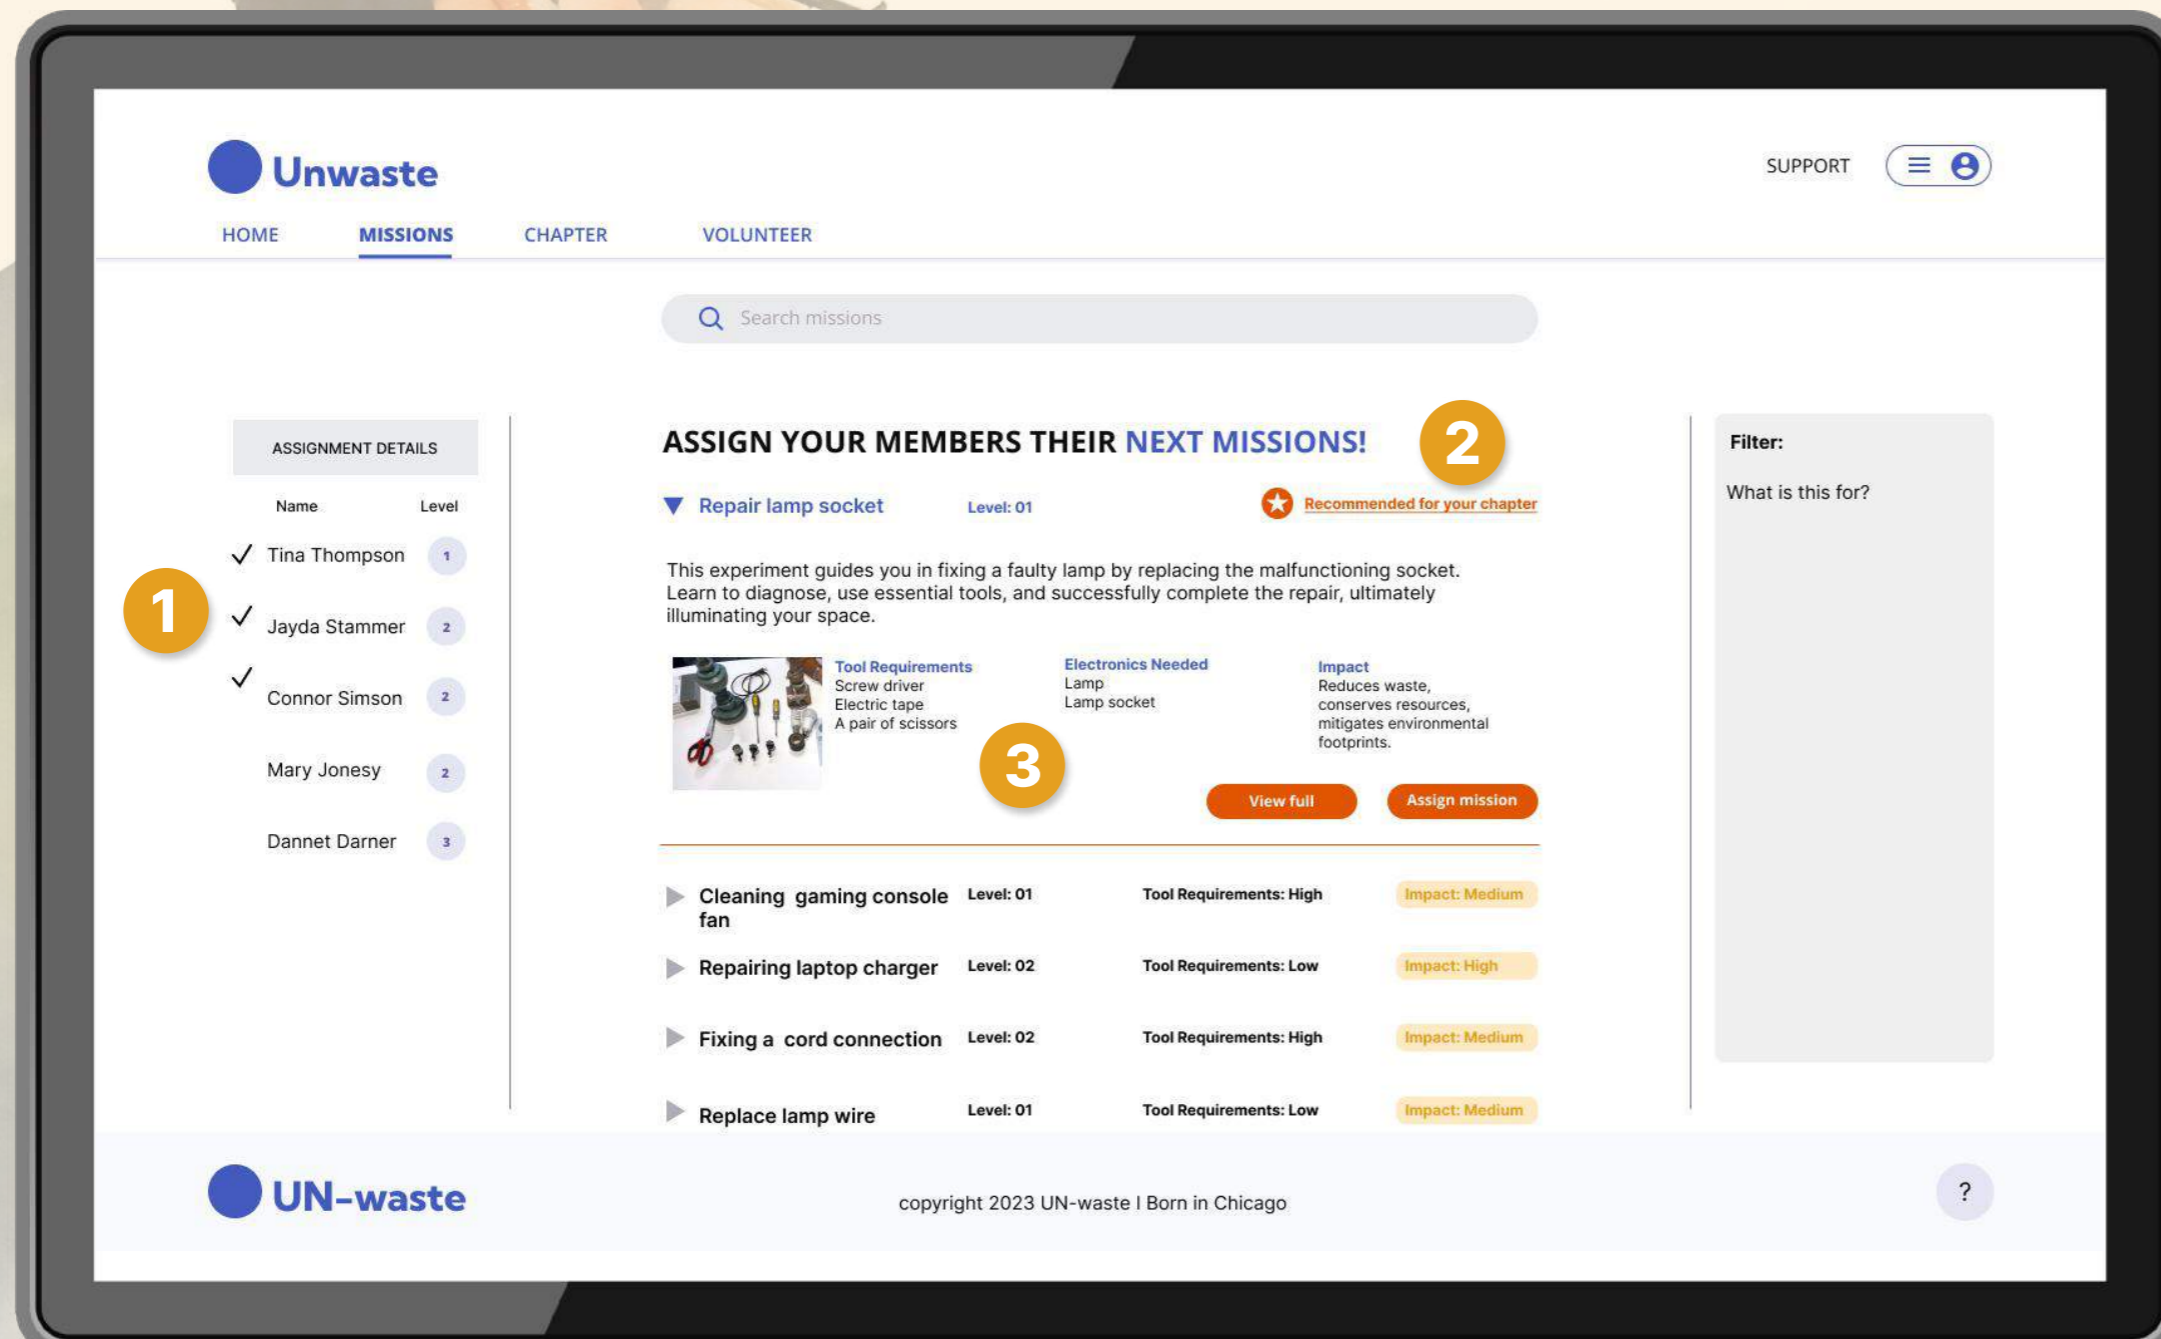 Unwaste
SUPPORT
HOME MISSIONS CHAPTER VOLUNTEER
Search missions
1
ASSIGNMENT DETAILS
Name Level
Tina Thompson 1
Jayda Stammer 2
Connor Simson 2
Mary Jonesy 2
Dannet Darner 3
ASSIGN YOUR MEMBERS THEIR NEXT MISSIONS!
2
Repair lamp socket Level: 01 Recommended for your chapter
This experiment guides you in fixing a faulty lamp by replacing the malfunctioning socket.
Learn to diagnose, use essential tools, and successfully complete the repair, ultimately
illuminating your space.
Tool Requirements
Screw driver
Electric tape
A pair of scissors
Electronics Needed
Lamp
Lamp socket
Impact
Reduces waste,
conserves resources,
mitigates environmental
footprints.
3
View full Assign mission
Cleaning gaming console
fan
Level: 01 Tool Requirements: High Impact: Medium
Repairing laptop charger Level: 02 Tool Requirements: Low Impact: High
Fixing a cord connection Level: 02 Tool Requirements: High Impact: Medium
Replace lamp wire Level: 01 Tool Requirements: Low Impact: Medium
Filter:
What is this for?
UN-waste
copyright 2023 UN-waste I Born in Chicago
?